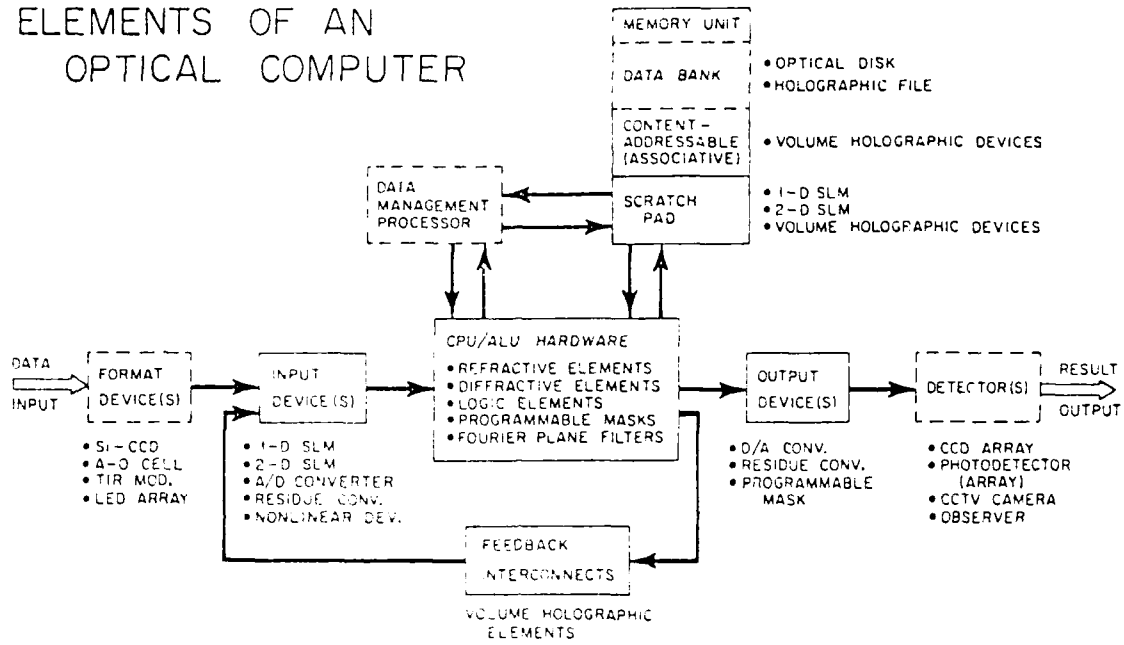 ELEMENTS OF AN
OPTICAL COMPUTER
MEMORY UNIT
DATA BANK
• OPTICAL DISK
• HOLOGRAPHIC FILE
CONTENT-
ADDRESSABLE
(ASSOCIATIVE)
• VOLUME HOLOGRAPHIC DEVICES
SCRATCH
PAD
• 1-D SLM
• 2-D SLM
• VOLUME HOLOGRAPHIC DEVICES
DATA
MANAGEMENT
PROCESSOR
DATA
INPUT
FORMAT
DEVICE(S)
• Si-CCD
• A-O CELL
• TIR MOD.
• LED ARRAY
INPUT
DEVICE(S)
• 1-D SLM
• 2-D SLM
• A/D CONVERTER
• RESIDUE CONV.
• NONLINEAR DEV.
CPU/ALU HARDWARE
• REFRACTIVE ELEMENTS
• DIFFRACTIVE ELEMENTS
• LOGIC ELEMENTS
• PROGRAMMABLE MASKS
• FOURIER PLANE FILTERS
OUTPUT
DEVICE(S)
• D/A CONV.
• RESIDUE CONV.
• PROGRAMMABLE
MASK
DETECTOR(S)
• CCD ARRAY
• PHOTODETECTOR
(ARRAY)
• CCTV CAMERA
• OBSERVER
RESULT
OUTPUT
FEEDBACK
INTERCONNECTS
VOLUME HOLOGRAPHIC
ELEMENTS